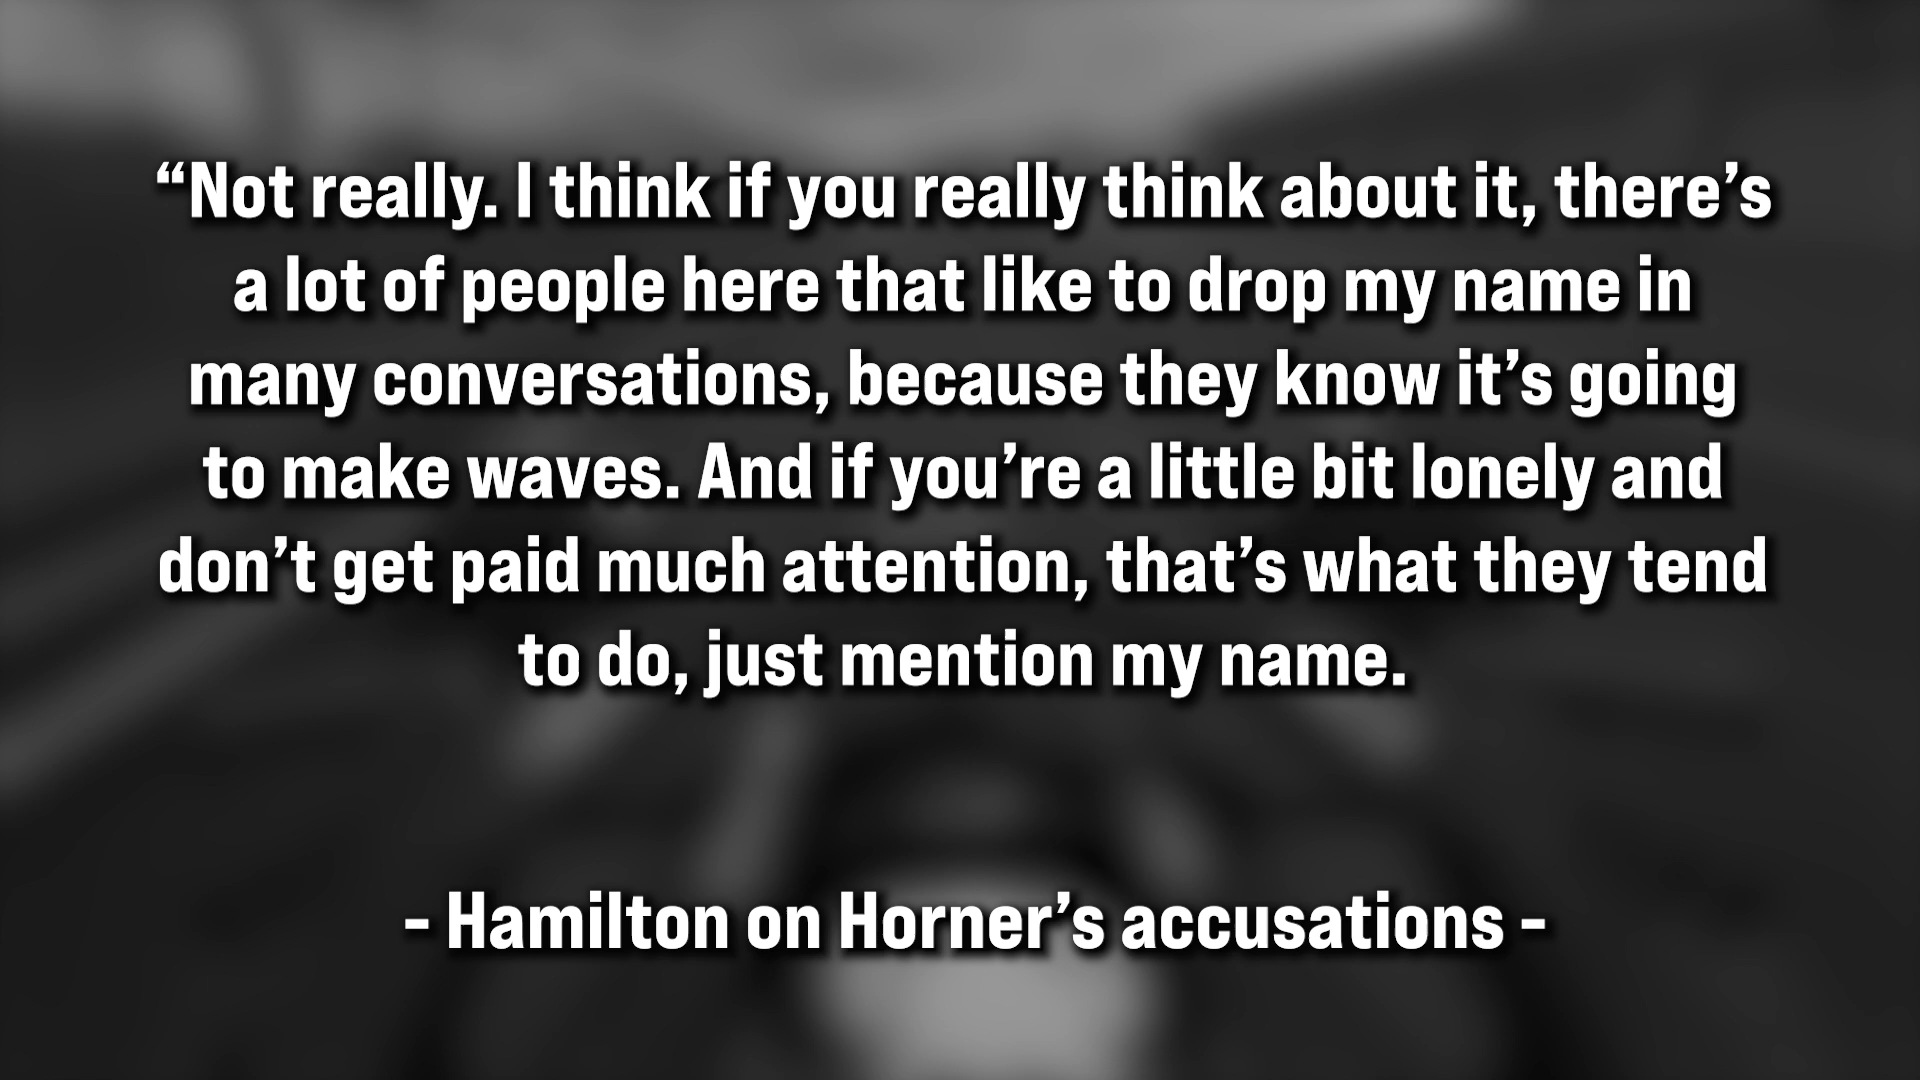 “Not really. I think if you really think about it, there’s
a lot of people here that like to drop my name in
many conversations, because they know it’s going
to make waves. And if you’re a little bit lonely and
don’t get paid much attention, that’s what they tend
to do, just mention my name.
- Hamilton on Horner’s accusations -